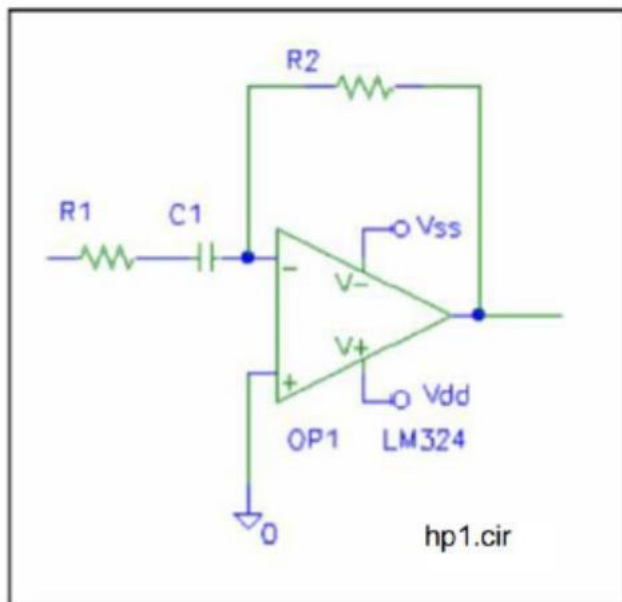 R2
R1
C1
Vss
-
V-
V+
+
Vdd
OP1
LM324
0
hp1.cir